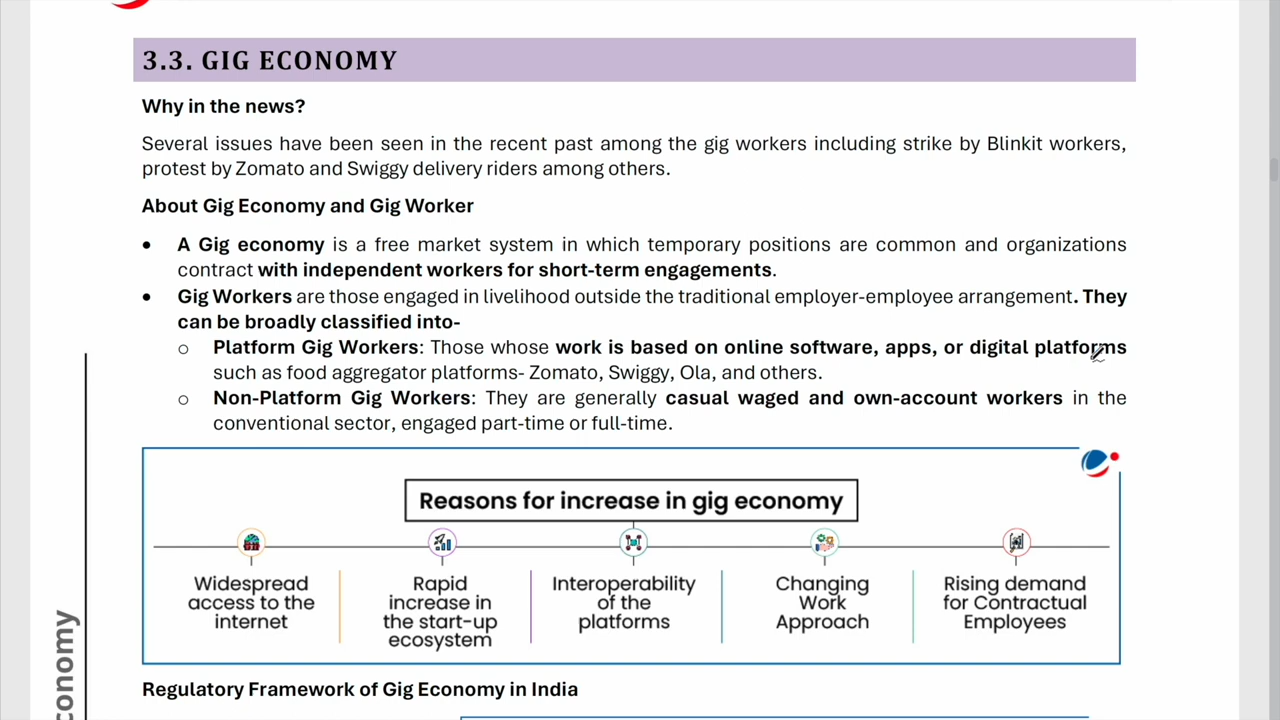 3.3. GIG ECONOMY
Why in the news?
Several issues have been seen in the recent past among the gig workers including strike by Blinkit workers,
protest by Zomato and Swiggy delivery riders among others.
About Gig Economy and Gig Worker
• A Gig economy is a free market system in which temporary positions are common and organizations
contract with independent workers for short-term engagements.
• Gig Workers are those engaged in livelihood outside the traditional employer-employee arrangement. They
can be broadly classified into-
o Platform Gig Workers: Those whose work is based on online software, apps, or digital platforms
such as food aggregator platforms- Zomato, Swiggy, Ola, and others.
o Non-Platform Gig Workers: They are generally casual waged and own-account workers in the
conventional sector, engaged part-time or full-time.
Reasons for increase in gig economy
Widespread
access to the
internet
Rapid
increase in
the start-up
ecosystem
Interoperability
of the
platforms
Changing
Work
Approach
Rising demand
for Contractual
Employees
Regulatory Framework of Gig Economy in India
conomy